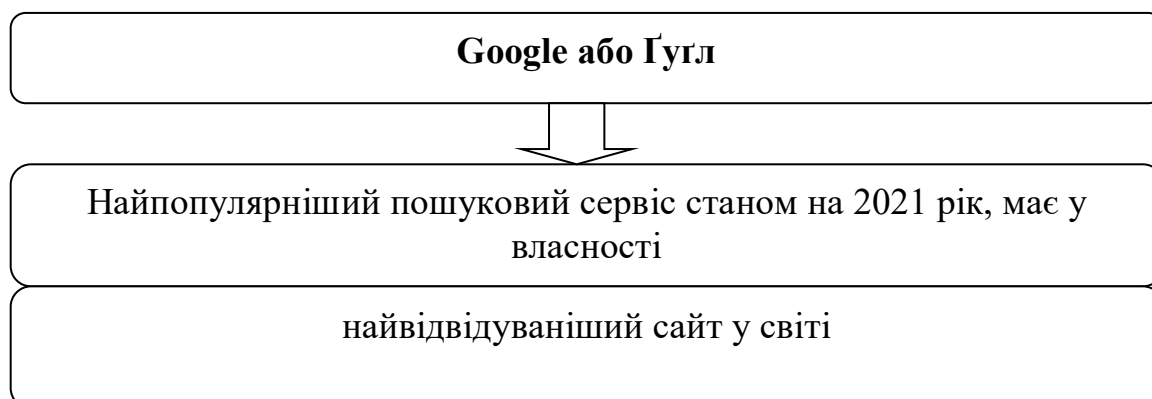 Google або Ґуґл
Найпопулярніший пошуковий сервіс станом на 2021 рік, має у
власності
найвідвідуваніший сайт у світі